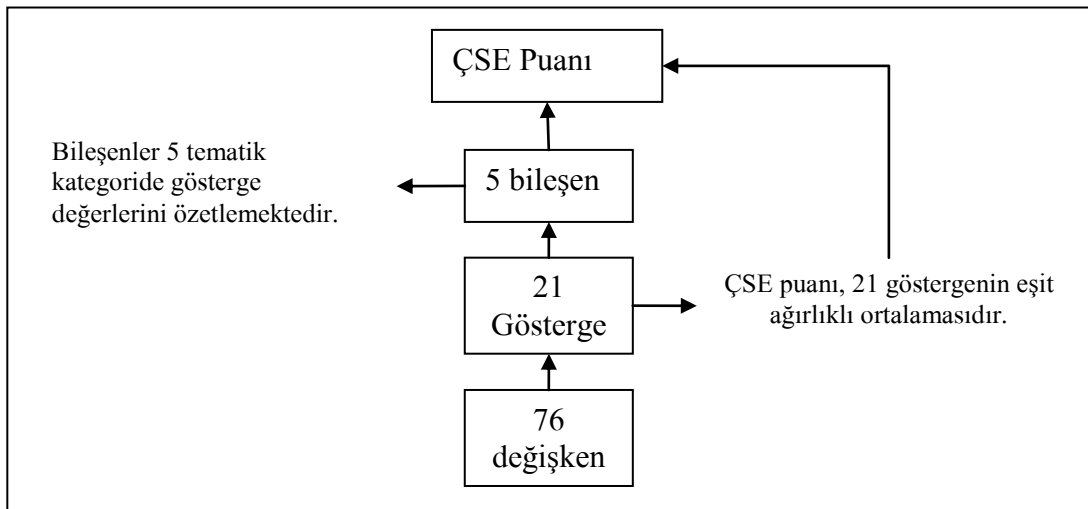 ÇSE Puanı
Bileşenler 5 tematik
kategoride gösterge
değerlerini özetlemektedir.
5 bileşen
21
Gösterge
ÇSE puanı, 21 göstergenin eşit
ağırlıklı ortalamasıdır.
76
değişken